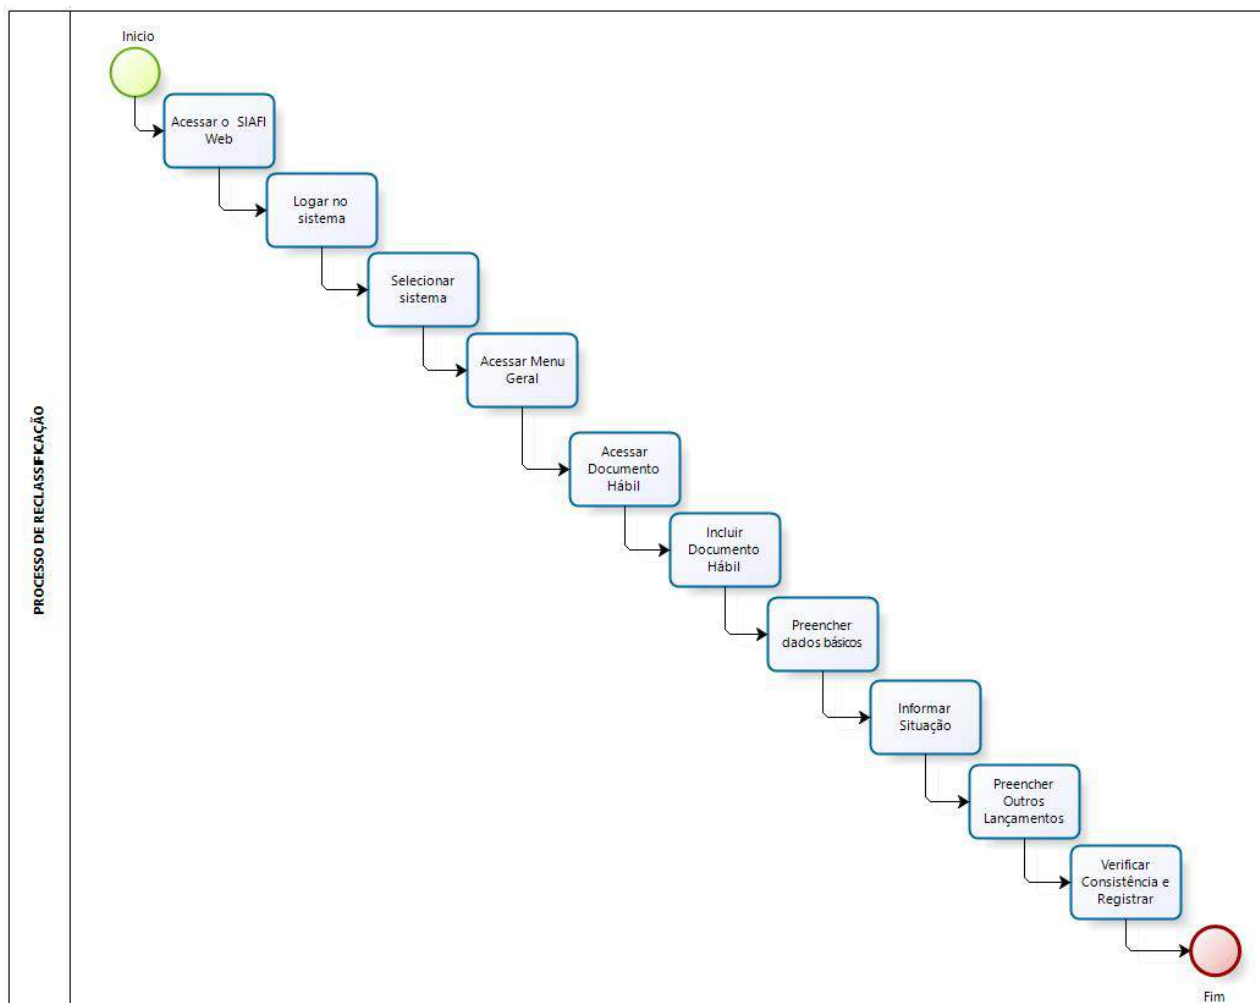 PROCESSO DE RECLASSIFICAÇÃO
Inicio
Acessar o SIAFI
Web
Logar no
sistema
Selecionar
sistema
Acessar Menu
Geral
Acessar
Documento
Hábil
Incluir
Documento
Hábil
Preencher
dados básicos
Informar
Situação
Preencher
Outros
Lançamentos
Verificar
Consistência e
Registrar
Fim